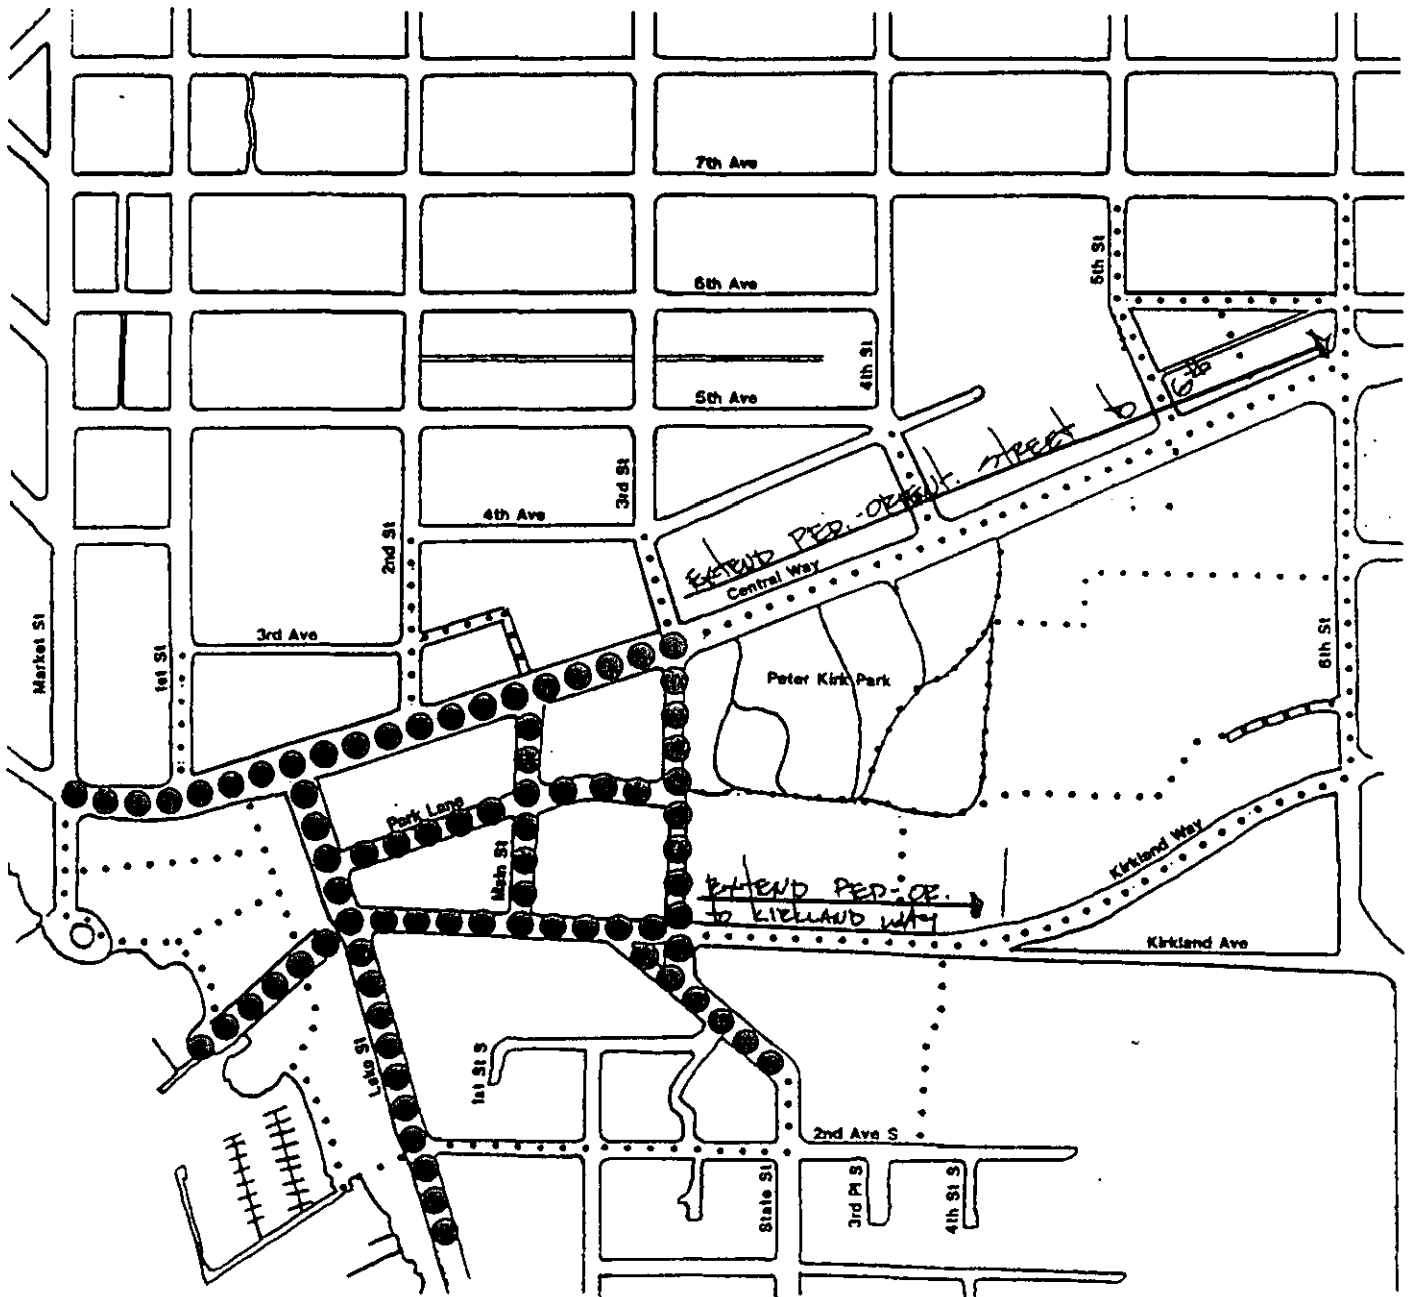 7th Ave
5th St
6th Ave
4th St
5th Ave
6th
EXTEND PED.-ORIENT. STREET to
3rd St
4th Ave
2nd St
Central Way
3rd Ave
Market St
1st St
6th St
Peter Kirk Park
Park Lane
Main St
Kirkland Way
EXTEND PED-OR.
to KIRKLAND WAY
Kirkland Ave
Lake St
1st St S
2nd Ave S
State St
3rd Pl S
4th St S